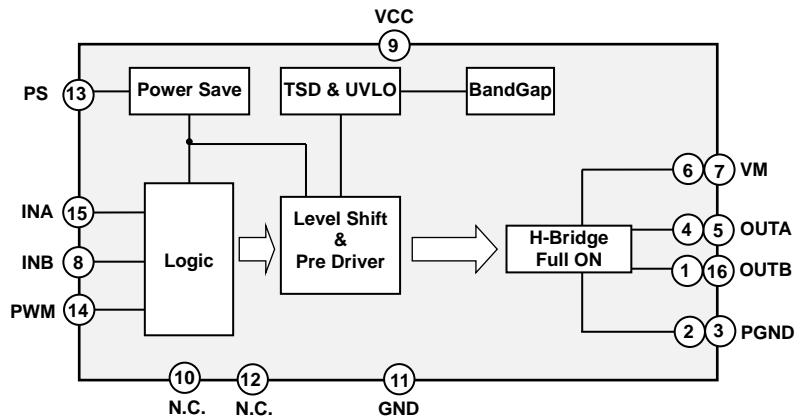 VCC
9
PS
13
Power Save
TSD & UVLO
BandGap
6
7
VM
INA
15
Level Shift
&
Pre Driver
4
5
OUTA
H-Bridge
Full ON
INB
8
Logic
1
16
OUTB
PWM
14
2
3
PGND
10
12
11
N.C.
N.C.
GND